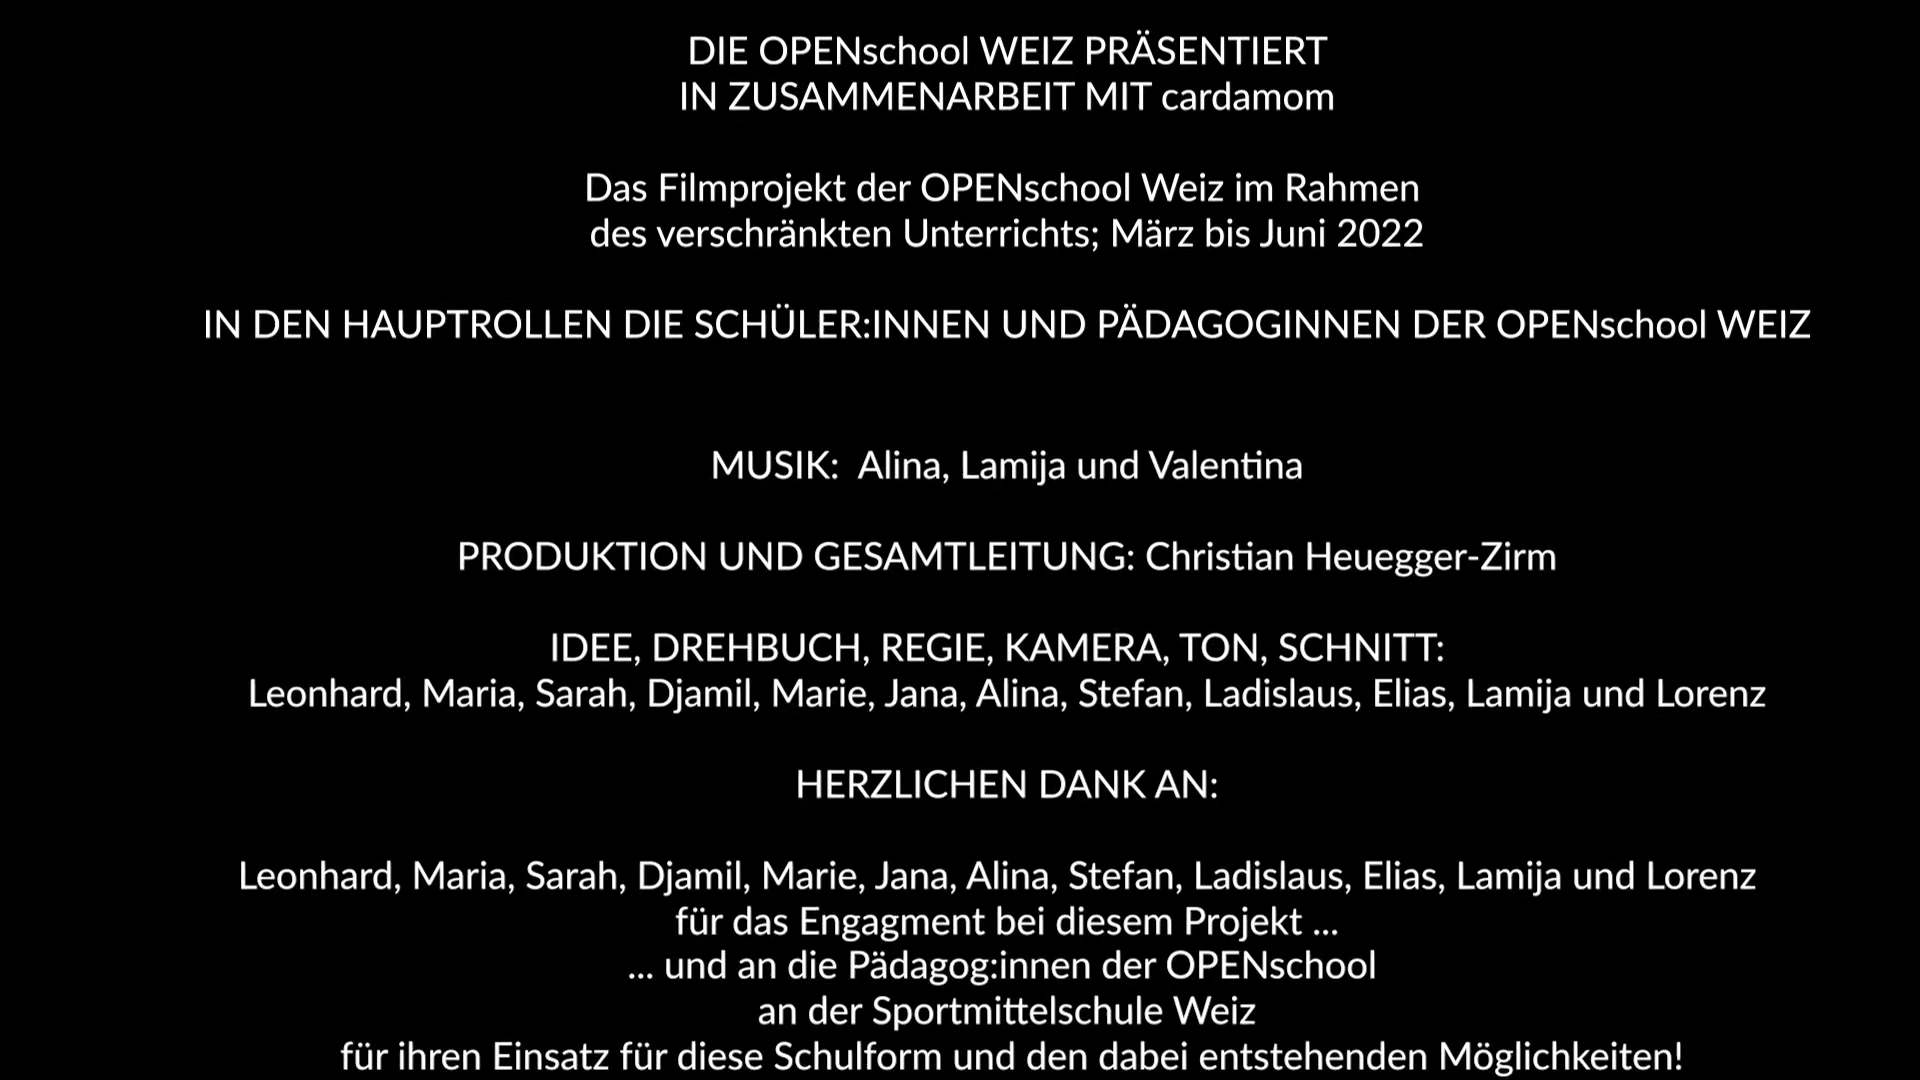 DIE OPENschool WEIZ PRÄSENTIERT
IN ZUSAMMENARBEIT MIT cardamom
Das Filmprojekt der OPENschool Weiz im Rahmen
des verschränkten Unterrichts; März bis Juni 2022
IN DEN HAUPTROLLEN DIE SCHÜLER:INNEN UND PÄDAGOGINNEN DER OPENschool WEIZ
MUSIK: Alina, Lamija und Valentina
PRODUKTION UND GESAMTLEITUNG: Christian Heuegger-Zirm
IDEE, DREHBUCH, REGIE, KAMERA, TON, SCHNITT:
Leonhard, Maria, Sarah, Djamil, Marie, Jana, Alina, Stefan, Ladislaus, Elias, Lamija und Lorenz
HERZLICHEN DANK AN:
Leonhard, Maria, Sarah, Djamil, Marie, Jana, Alina, Stefan, Ladislaus, Elias, Lamija und Lorenz
für das Engagment bei diesem Projekt ...
... und an die Pädagog:innen der OPENschool
an der Sportmittelschule Weiz
für ihren Einsatz für diese Schulform und den dabei entstehenden Möglichkeiten!